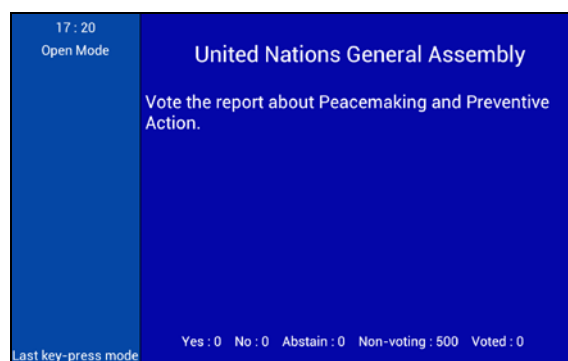 17 : 20
Open Mode
United Nations General Assembly
Vote the report about Peacemaking and Preventive
Action.
Yes : 0 No : 0 Abstain : 0 Non-voting : 500 Voted : 0
Last key-press mode